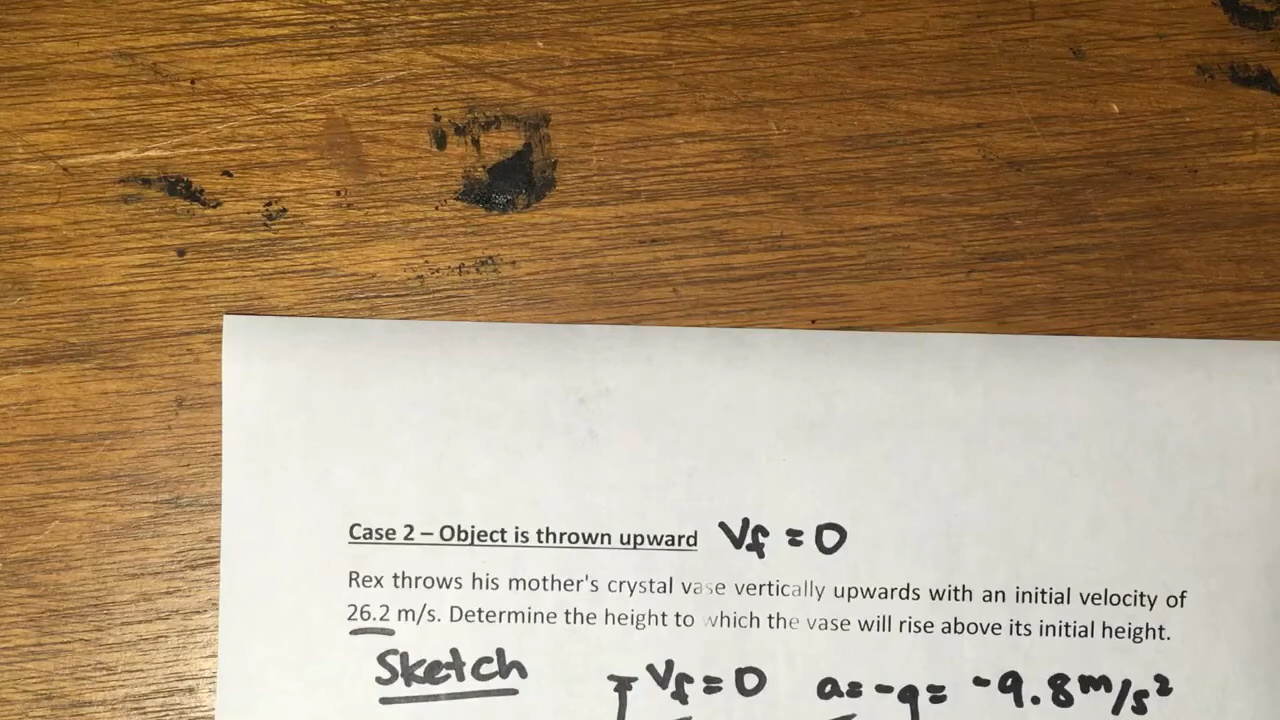 Case 2 – Object is thrown upward Vf = 0
Rex throws his mother's crystal vase vertically upwards with an initial velocity of
26.2 m/s. Determine the height to which the vase will rise above its initial height.
Sketch Vf = 0 a = -g = -9.8 m/s²